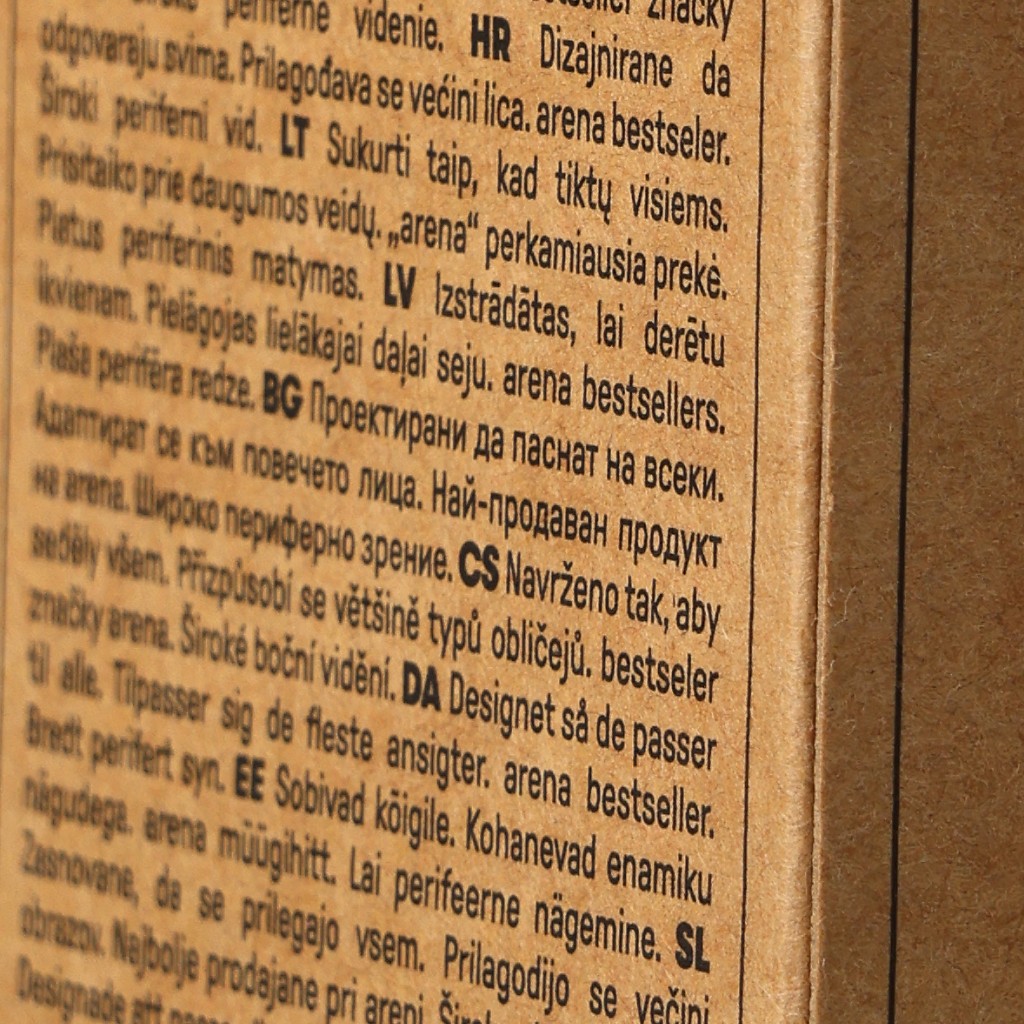 bestseller značky
periférne videnie. HR Dizajnirane da
odgovaraju svima. Prilagođava se većini lica. arena bestseler.
Široki periferni vid. LT Sukurti taip, kad tiktų visiems.
Prisitaiko prie daugumos veidų. „arena“ perkamiausia prekė.
Platus periferinis matymas. LV Izstrādātas, lai derētu
ikvienam. Pielāgojas lielākajai daļai seju. arena bestsellers.
Plaša perifēra redze. BG Проектирани да паснат на всеки.
Адаптират се към повечето лица. Най-продаван продукт
на arena. Широко периферно зрение. CS Navrženo tak, aby
seděly všem. Přizpůsobí se většině typů obličejů. bestseler
značky arena. Široké boční vidění. DA Designet så de passer
til alle. Tilpasser sig de fleste ansigter. arena bestseller.
Bredt perifert syn. EE Sobivad kõigile. Kohanevad enamiku
nägudega. arena müügihitt. Lai perifeerne nägemine. SL
Zasnovane, da se prilegajo vsem. Prilagodijo se večini
obrazov. Najbolje prodajane pri areni.
Designade att